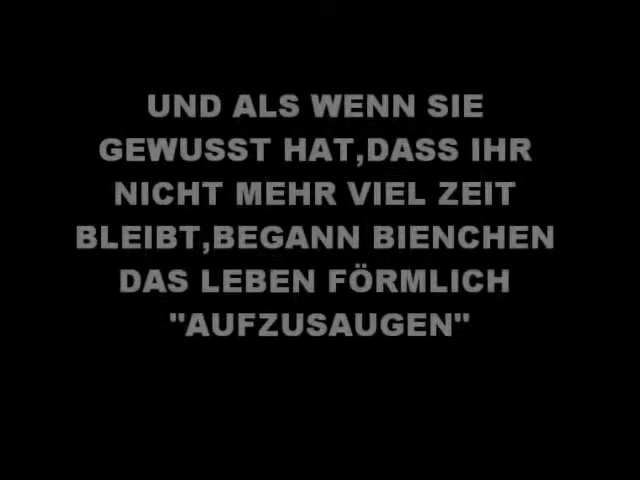 UND ALS WENN SIE
GEWUSST HAT,DASS IHR
NICHT MEHR VIEL ZEIT
BLEIBT,BEGANN BIENCHEN
DAS LEBEN FÖRMLICH
"AUFZUSAUGEN"